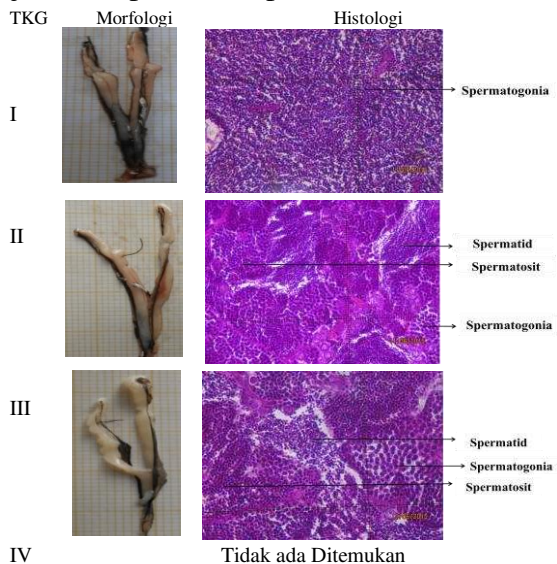 TKG Morfologi Histologi
I
Spermatogonia
II
Spermatid
Spermatosit
Spermatogonia
III
Spermatid
Spermatogonia
Spermatosit
IV Tidak ada Ditemukan